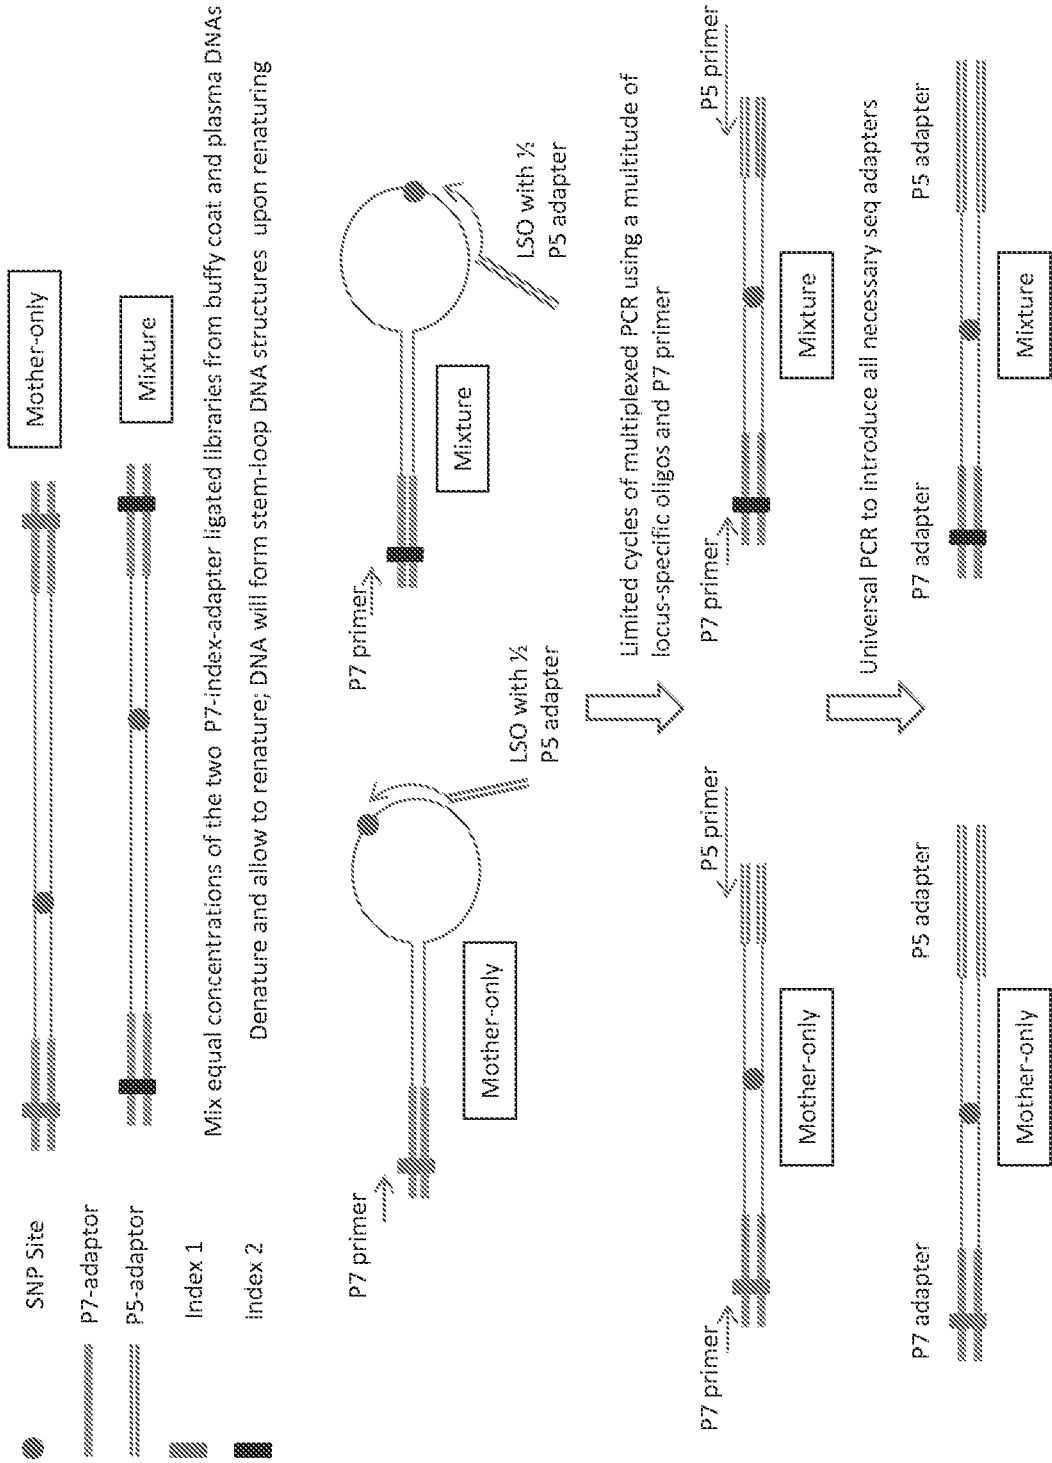 SNP Site
P7-adaptor
P5-adaptor
Index 1
Index 2
Mother-only
Mixture
Mix equal concentrations of the two P7-index-adapter ligated libraries from buffy coat and plasma DNAs
Denature and allow to renature; DNA will form stem-loop DNA structures upon renaturing
P7 primer
Mother-only
LSO with ½
P5 adapter
P7 primer
Mixture
LSO with ½
P5 adapter
Limited cycles of multiplexed PCR using a multitude of
locus-specific oligos and P7 primer
P7 primer
Mother-only
P5 primer
P7 primer
Mixture
P5 primer
Universal PCR to introduce all necessary seq adapters
P7 adapter
Mother-only
P5 adapter
P7 adapter
Mixture
P5 adapter